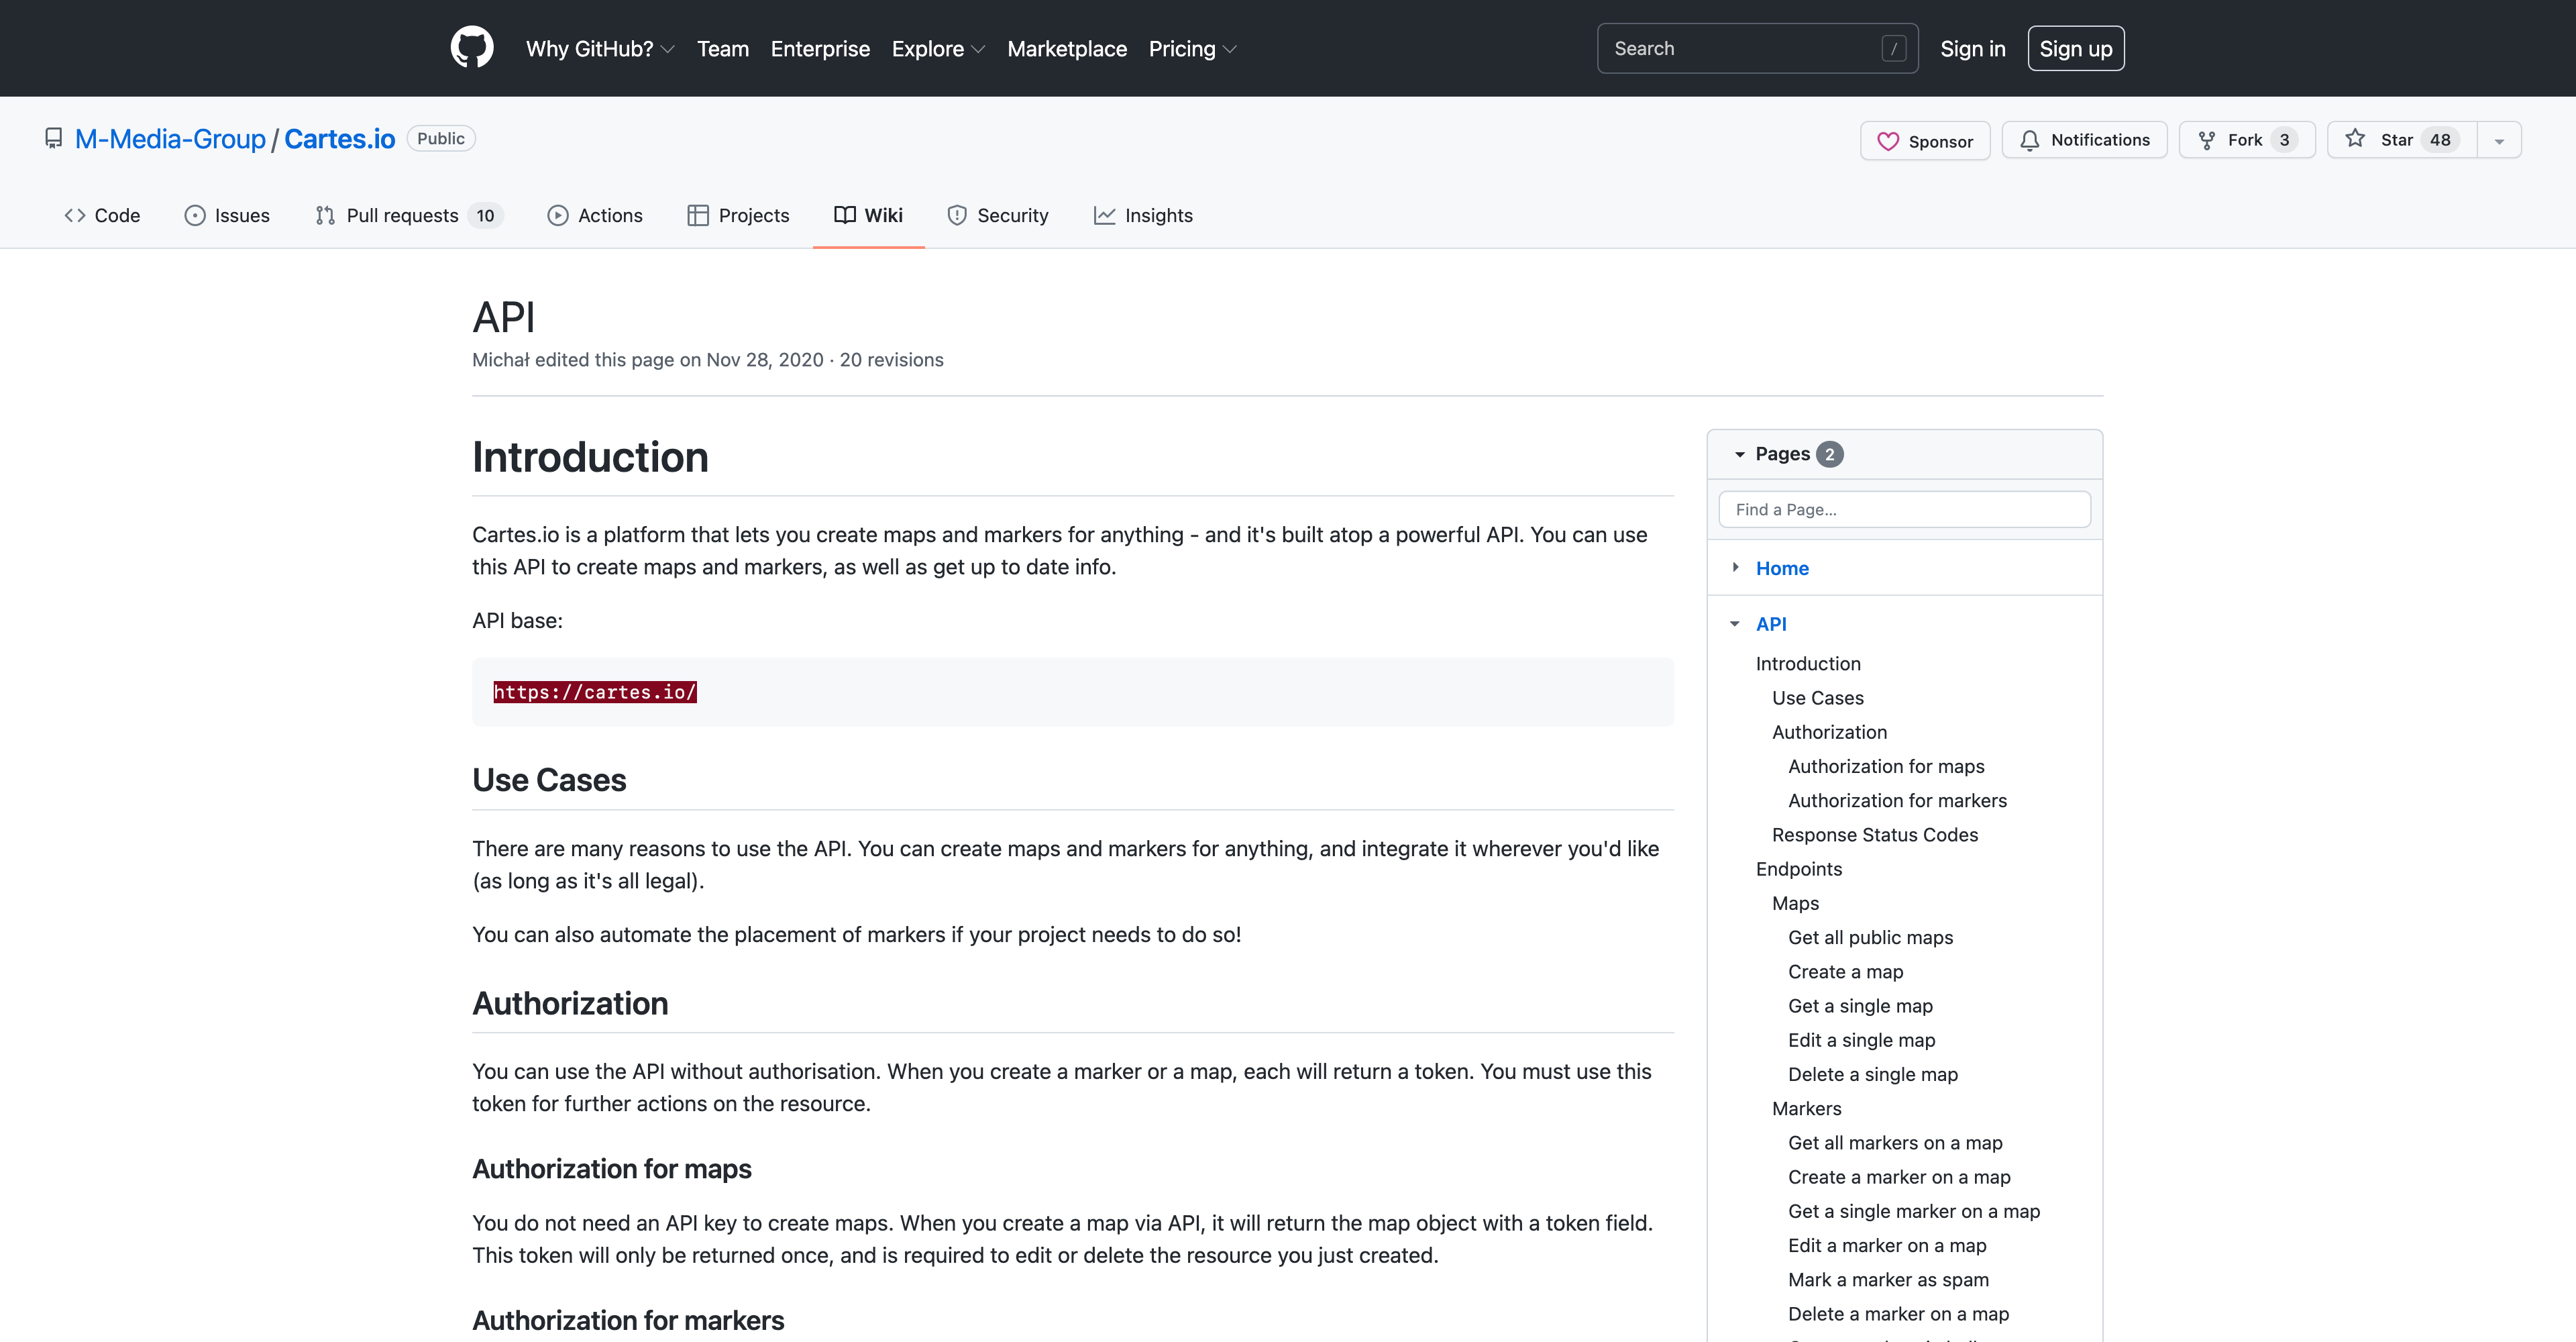 Why GitHub? Team Enterprise Explore Marketplace Pricing Search / Sign in Sign up
M-Media-Group / Cartes.io Public
Sponsor Notifications Fork 3 Star 48
Code Issues Pull requests 10 Actions Projects Wiki Security Insights
API
Michał edited this page on Nov 28, 2020 · 20 revisions
Introduction
Cartes.io is a platform that lets you create maps and markers for anything - and it's built atop a powerful API. You can use
this API to create maps and markers, as well as get up to date info.
API base:
https://cartes.io/
Use Cases
There are many reasons to use the API. You can create maps and markers for anything, and integrate it wherever you'd like
(as long as it's all legal).
You can also automate the placement of markers if your project needs to do so!
Authorization
You can use the API without authorisation. When you create a marker or a map, each will return a token. You must use this
token for further actions on the resource.
Authorization for maps
You do not need an API key to create maps. When you create a map via API, it will return the map object with a token field.
This token will only be returned once, and is required to edit or delete the resource you just created.
Authorization for markers
Pages 2
Find a Page...
Home
API
Introduction
Use Cases
Authorization
Authorization for maps
Authorization for markers
Response Status Codes
Endpoints
Maps
Get all public maps
Create a map
Get a single map
Edit a single map
Delete a single map
Markers
Get all markers on a map
Create a marker on a map
Get a single marker on a map
Edit a marker on a map
Mark a marker as spam
Delete a marker on a map